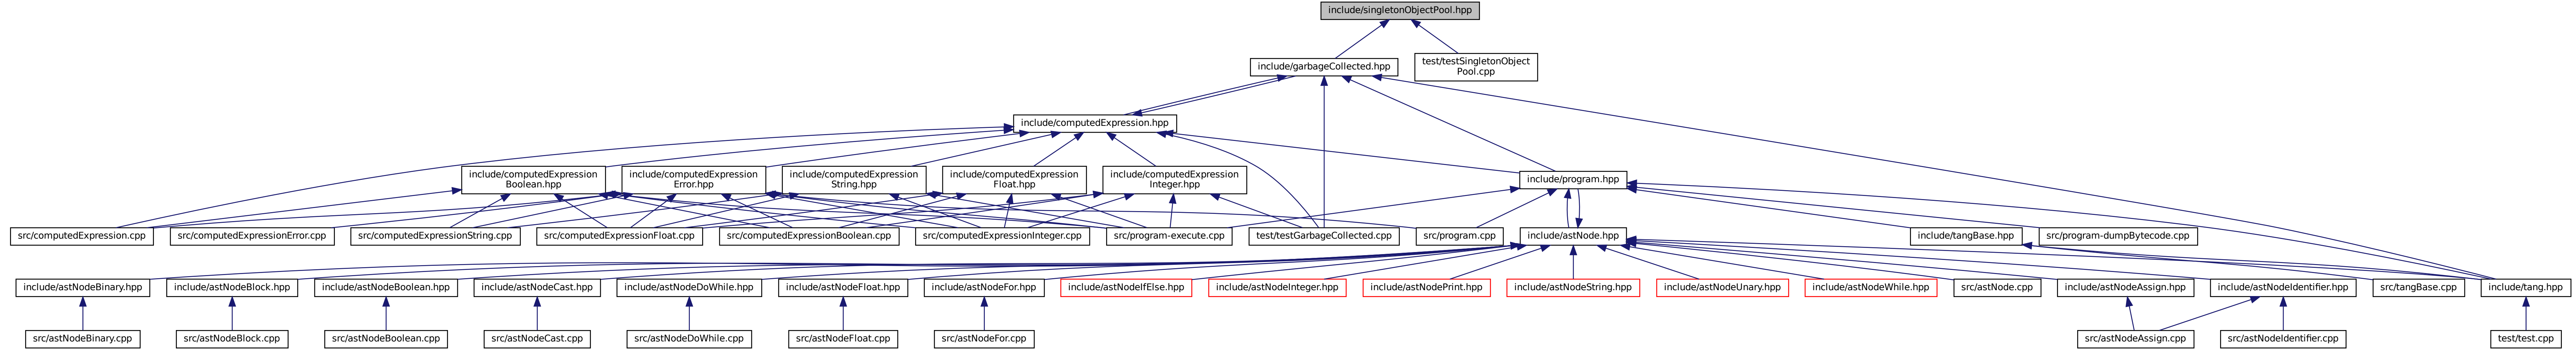 include/singletonObjectPool.hpp
include/garbageCollected.hpp
test/testSingletonObject
Pool.cpp
include/computedExpression.hpp
include/computedExpression
Boolean.hpp
include/computedExpression
Error.hpp
include/computedExpression
String.hpp
include/computedExpression
Float.hpp
include/computedExpression
Integer.hpp
include/program.hpp
src/computedExpression.cpp
src/computedExpressionError.cpp
src/computedExpressionString.cpp
src/computedExpressionFloat.cpp
src/computedExpressionBoolean.cpp
src/computedExpressionInteger.cpp
src/program-execute.cpp
test/testGarbageCollected.cpp
src/program.cpp
include/astNode.hpp
include/tangBase.hpp
src/program-dumpBytecode.cpp
include/astNodeBinary.hpp
include/astNodeBlock.hpp
include/astNodeBoolean.hpp
include/astNodeCast.hpp
include/astNodeDoWhile.hpp
include/astNodeFloat.hpp
include/astNodeFor.hpp
include/astNodeIfElse.hpp
include/astNodeInteger.hpp
include/astNodePrint.hpp
include/astNodeString.hpp
include/astNodeUnary.hpp
include/astNodeWhile.hpp
src/astNode.cpp
include/astNodeAssign.hpp
include/astNodeIdentifier.hpp
src/tangBase.cpp
include/tang.hpp
src/astNodeBinary.cpp
src/astNodeBlock.cpp
src/astNodeBoolean.cpp
src/astNodeCast.cpp
src/astNodeDoWhile.cpp
src/astNodeFloat.cpp
src/astNodeFor.cpp
src/astNodeAssign.cpp
src/astNodeIdentifier.cpp
test/test.cpp